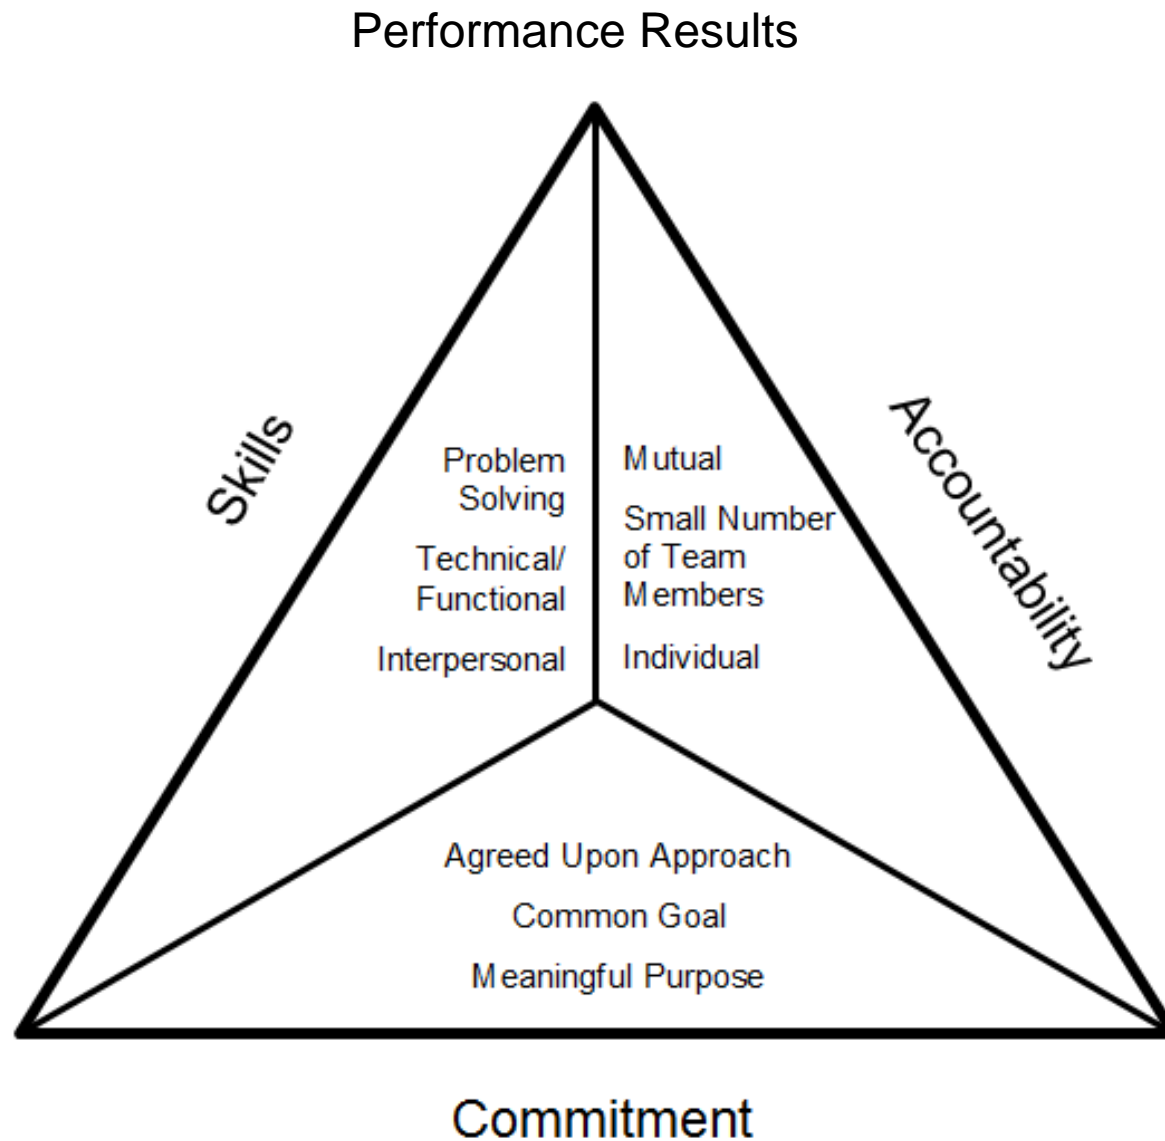 Performance Results
Skills
Problem
Solving
Technical/
Functional
Interpersonal
Mutual
Small Number
of Team
Members
Individual
Accountability
Agreed Upon Approach
Common Goal
Meaningful Purpose
Commitment